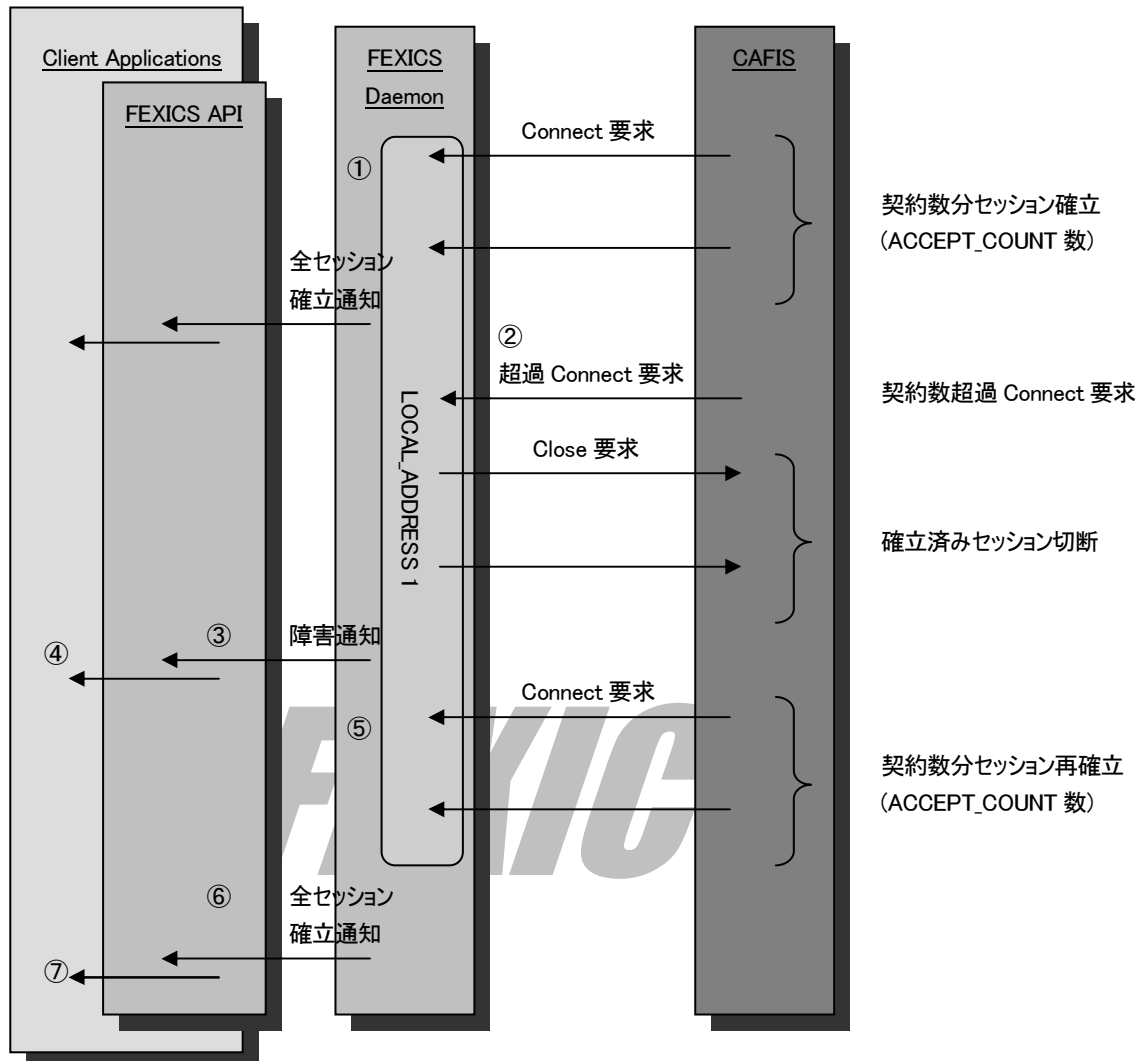 Client Applications
FEXICS API
FEXICS
Daemon
CAFIS
Connect 要求
①
契約数分セッション確立
(ACCEPT_COUNT 数)
全セッション
確立通知
②
超過 Connect 要求
契約数超過 Connect 要求
LOCAL_ADDRESS 1
Close 要求
確立済みセッション切断
③
障害通知
④
Connect 要求
⑤
契約数分セッション再確立
(ACCEPT_COUNT 数)
FEXIC
⑥
全セッション
確立通知
⑦